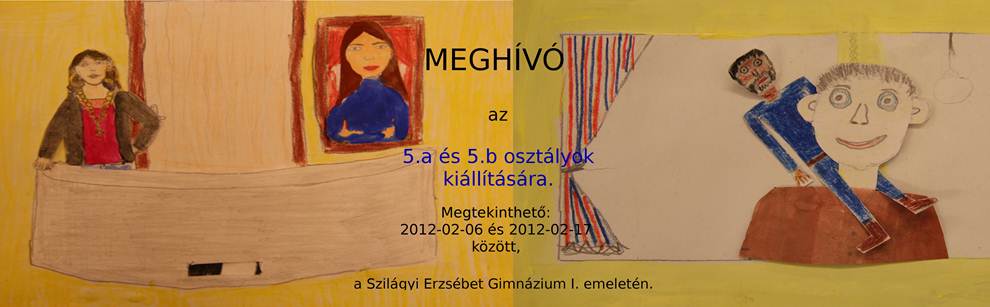 MEGHÍVÓ
az
5.a és 5.b osztályok
kiállítására.
Megtekinthető:
2012-02-06 és 2012-02-17
között,
a Szilágyi Erzsébet Gimnázium I. emeletén.